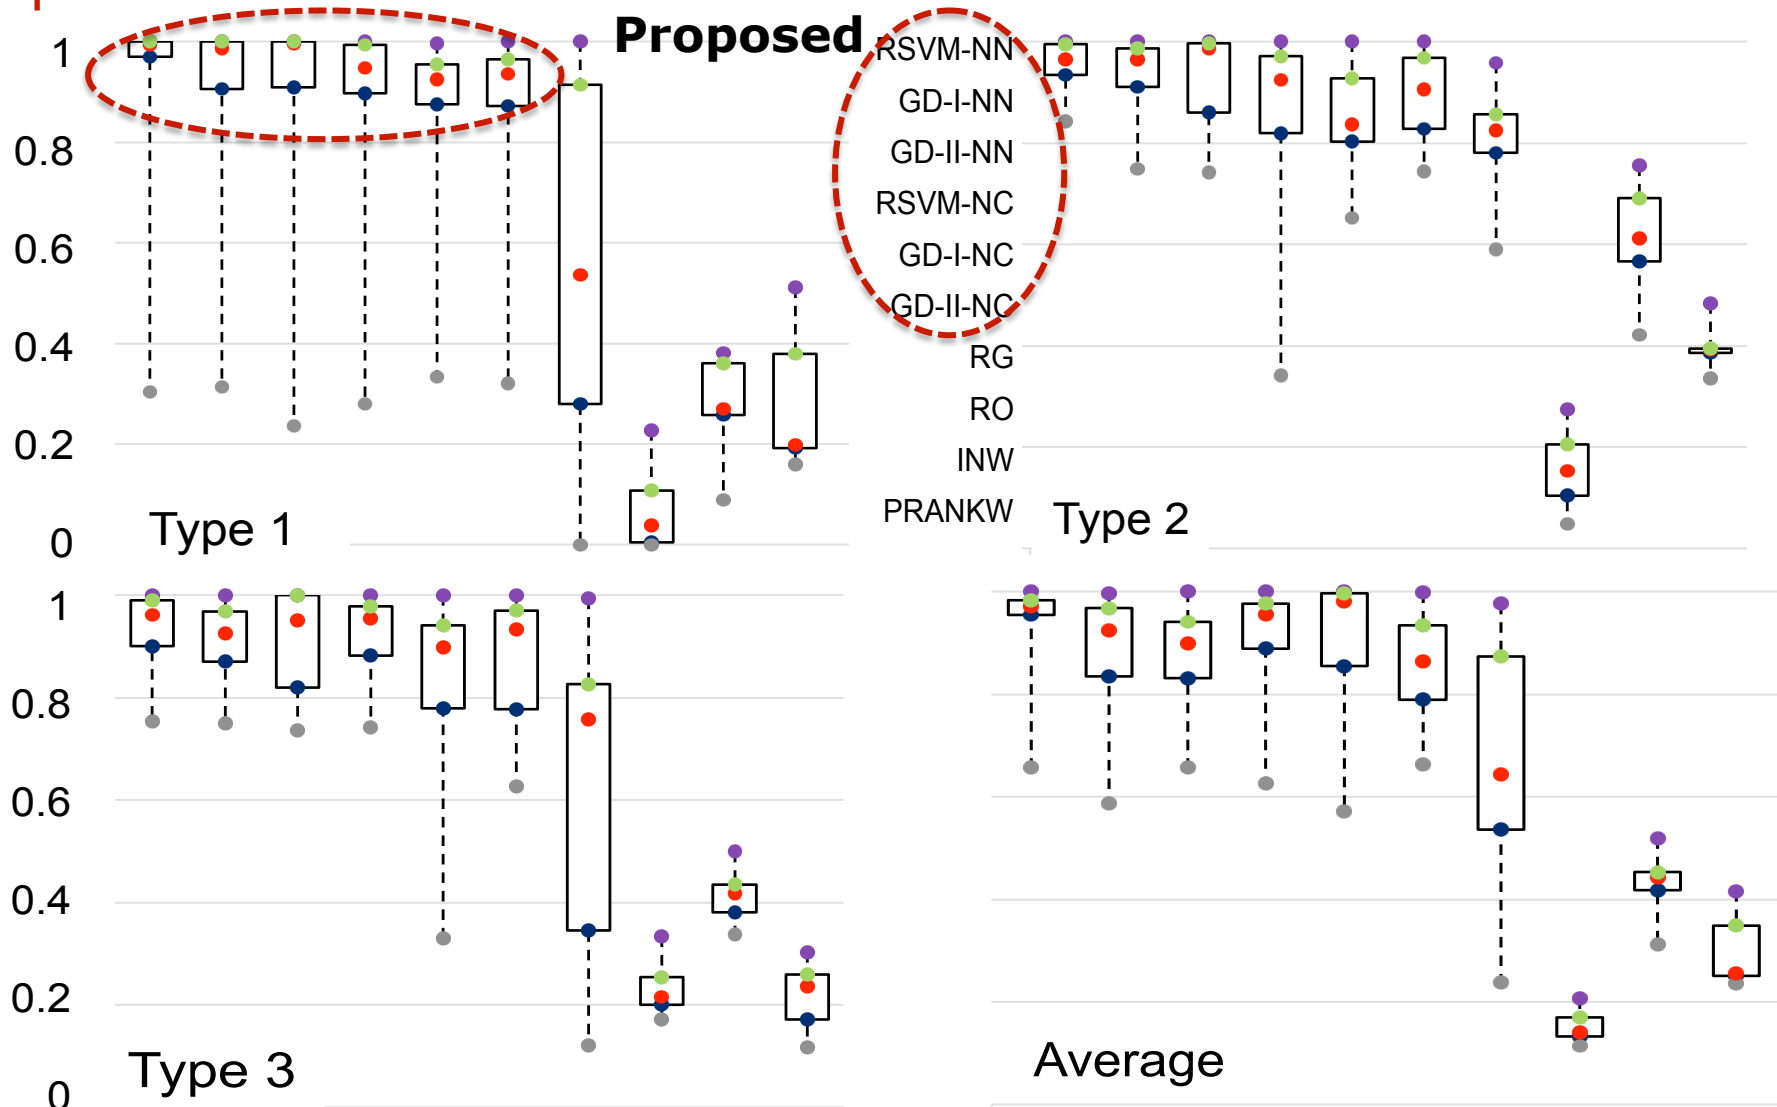 Proposed
1
0.8
0.6
0.4
0.2
0
Type 1
RSVM-NN
GD-I-NN
GD-II-NN
RSVM-NC
GD-I-NC
GD-II-NC
RG
RO
INW
PRANKW
Type 2
1
0.8
0.6
0.4
0.2
0
Type 3
Average